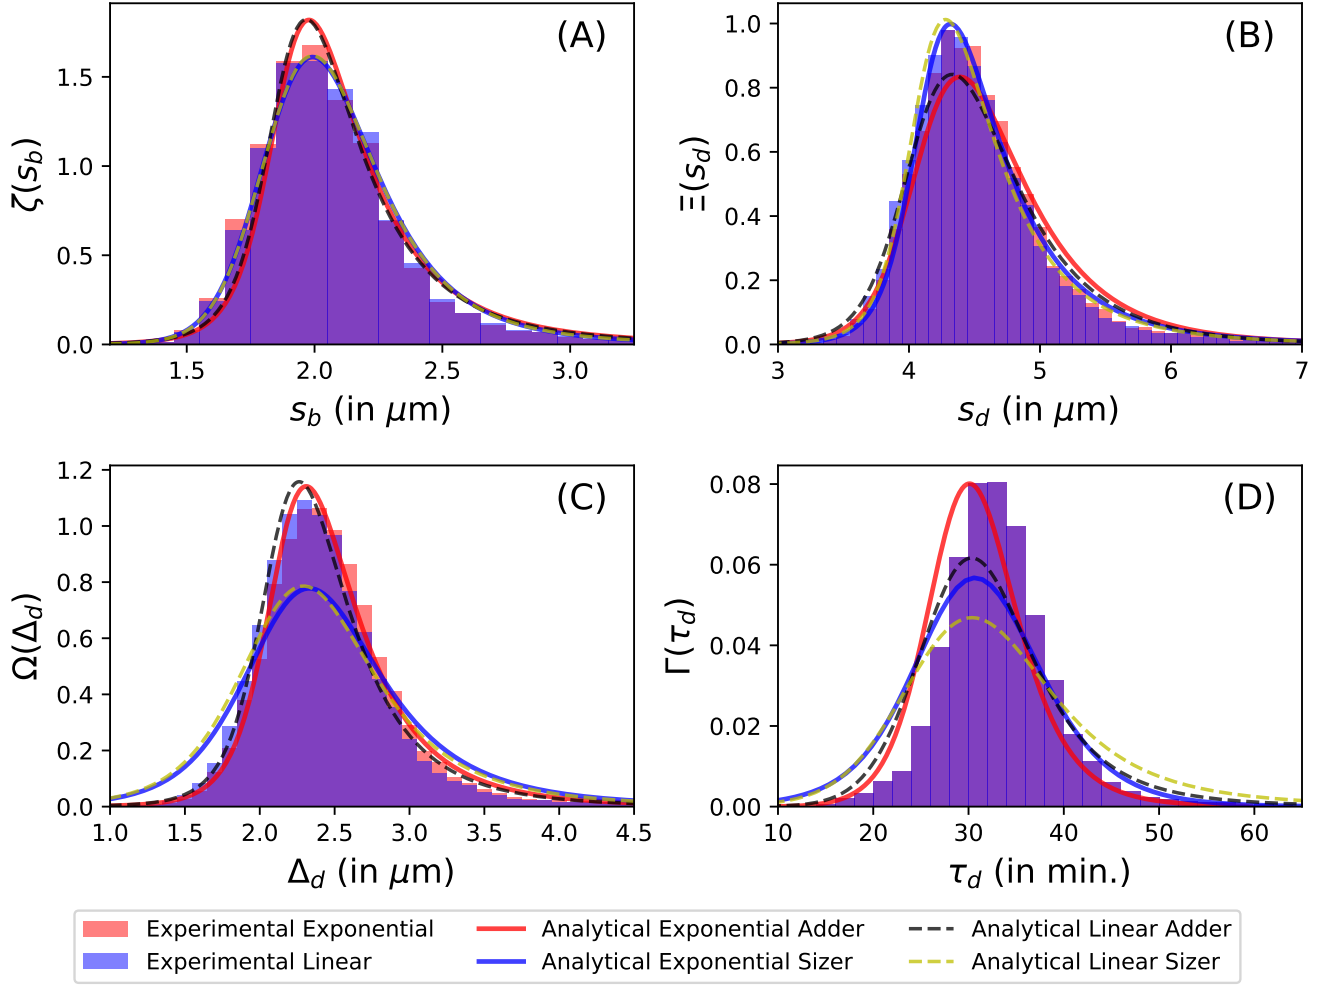 (A)
ζ(s_b)
0.0
0.5
1.0
1.5
1.5
2.0
2.5
3.0
s_b (in μm)
(B)
Ξ(s_d)
0.0
0.2
0.4
0.6
0.8
1.0
3
4
5
6
7
s_d (in μm)
(C)
Ω(Δ_d)
0.0
0.2
0.4
0.6
0.8
1.0
1.2
1.0
1.5
2.0
2.5
3.0
3.5
4.0
4.5
Δ_d (in μm)
(D)
Γ(τ_d)
0.00
0.02
0.04
0.06
0.08
10
20
30
40
50
60
τ_d (in min.)
Experimental Exponential
Experimental Linear
Analytical Exponential Adder
Analytical Exponential Sizer
Analytical Linear Adder
Analytical Linear Sizer